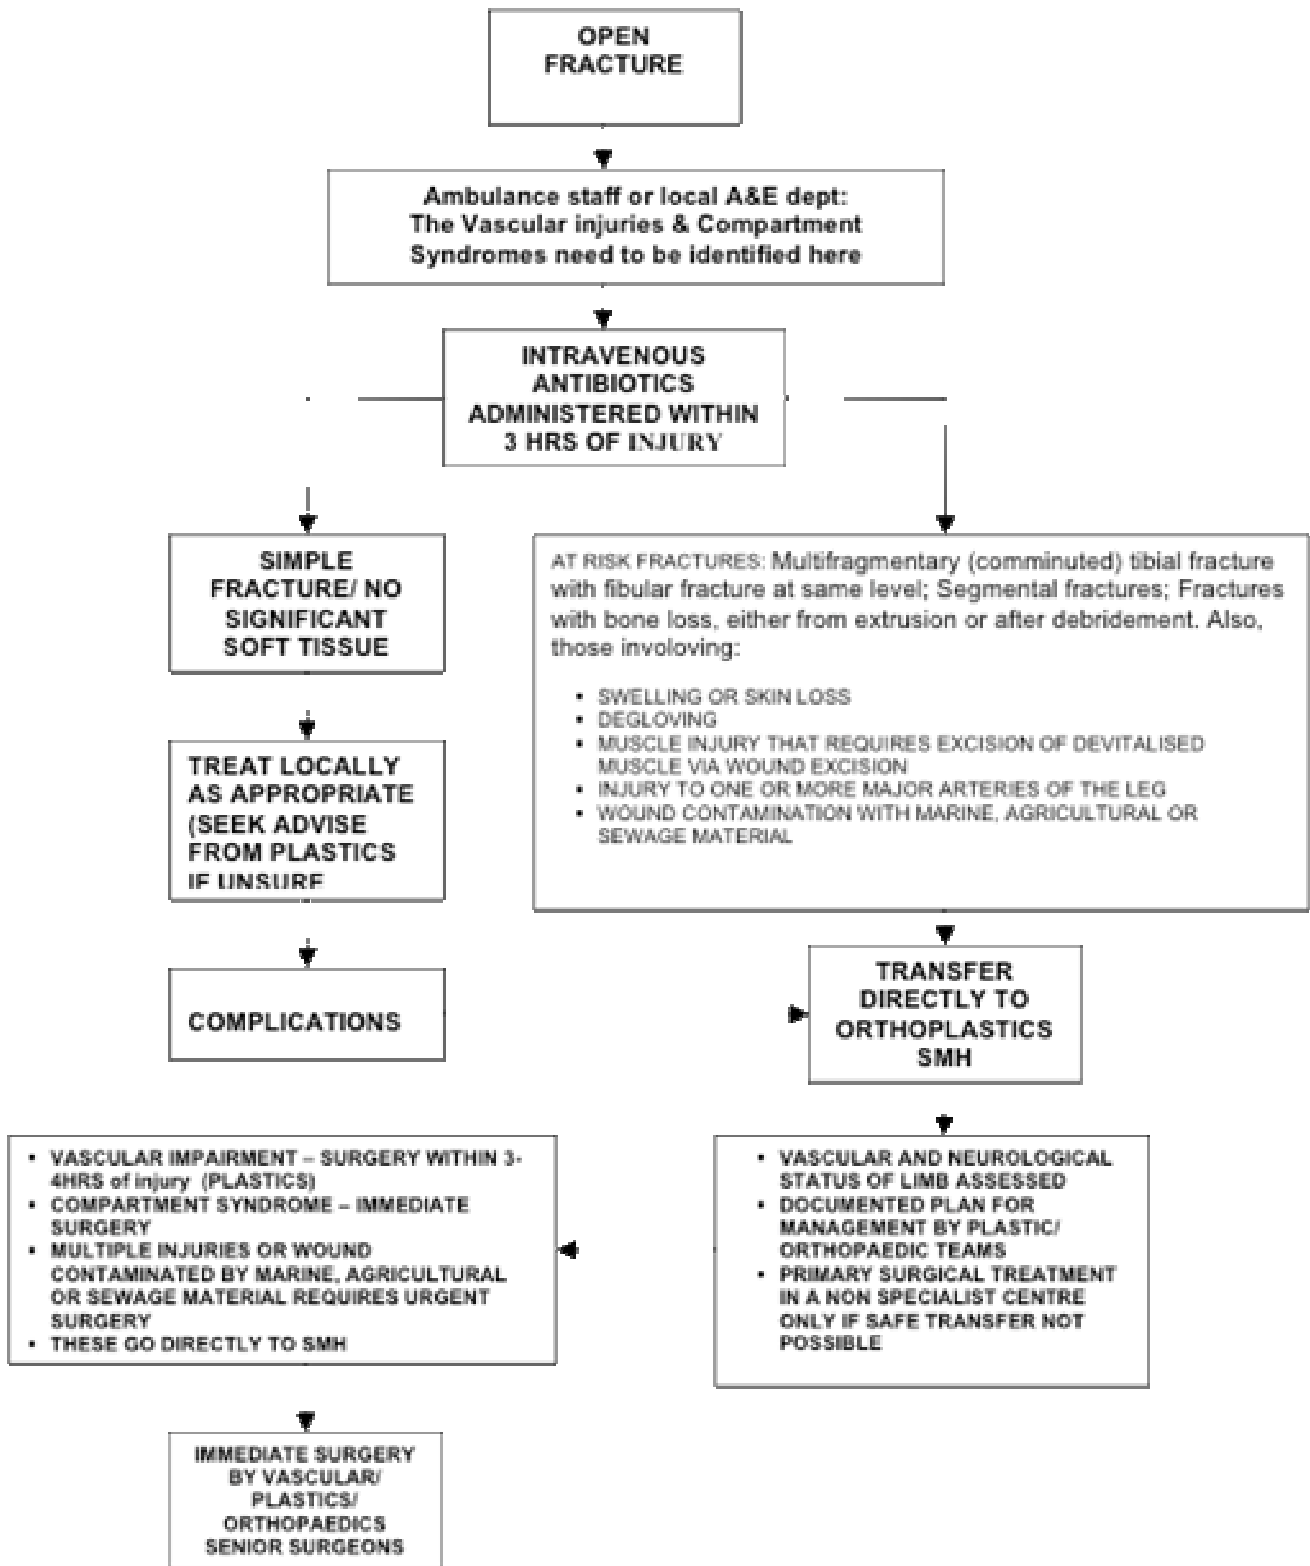 OPEN
FRACTURE
Ambulance staff or local A&E dept:
The Vascular injuries & Compartment
Syndromes need to be identified here
INTRAVENOUS
ANTIBIOTICS
ADMINISTERED WITHIN
3 HRS OF INJURY
SIMPLE
FRACTURE/ NO
SIGNIFICANT
SOFT TISSUE
AT RISK FRACTURES: Multifragmentary (comminuted) tibial fracture
with fibular fracture at same level; Segmental fractures; Fractures
with bone loss, either from extrusion or after debridement. Also,
those involoving:
▪ SWELLING OR SKIN LOSS
▪ DEGLOVING
▪ MUSCLE INJURY THAT REQUIRES EXCISION OF DEVITALISED
MUSCLE VIA WOUND EXCISION
▪ INJURY TO ONE OR MORE MAJOR ARTERIES OF THE LEG
▪ WOUND CONTAMINATION WITH MARINE, AGRICULTURAL OR
SEWAGE MATERIAL
TREAT LOCALLY
AS APPROPRIATE
(SEEK ADVISE
FROM PLASTICS
IF UNSURE
COMPLICATIONS
TRANSFER
DIRECTLY TO
ORTHOPLASTICS
SMH
▪ VASCULAR IMPAIRMENT – SURGERY WITHIN 3-
4HRS of injury (PLASTICS)
▪ COMPARTMENT SYNDROME – IMMEDIATE
SURGERY
▪ MULTIPLE INJURIES OR WOUND
CONTAMINATED BY MARINE, AGRICULTURAL
OR SEWAGE MATERIAL REQUIRES URGENT
SURGERY
▪ THESE GO DIRECTLY TO SMH
▪ VASCULAR AND NEUROLOGICAL
STATUS OF LIMB ASSESSED
▪ DOCUMENTED PLAN FOR
MANAGEMENT BY PLASTIC/
ORTHOPAEDIC TEAMS
▪ PRIMARY SURGICAL TREATMENT
IN A NON SPECIALIST CENTRE
ONLY IF SAFE TRANSFER NOT
POSSIBLE
IMMEDIATE SURGERY
BY VASCULAR/
PLASTICS/
ORTHOPAEDICS
SENIOR SURGEONS